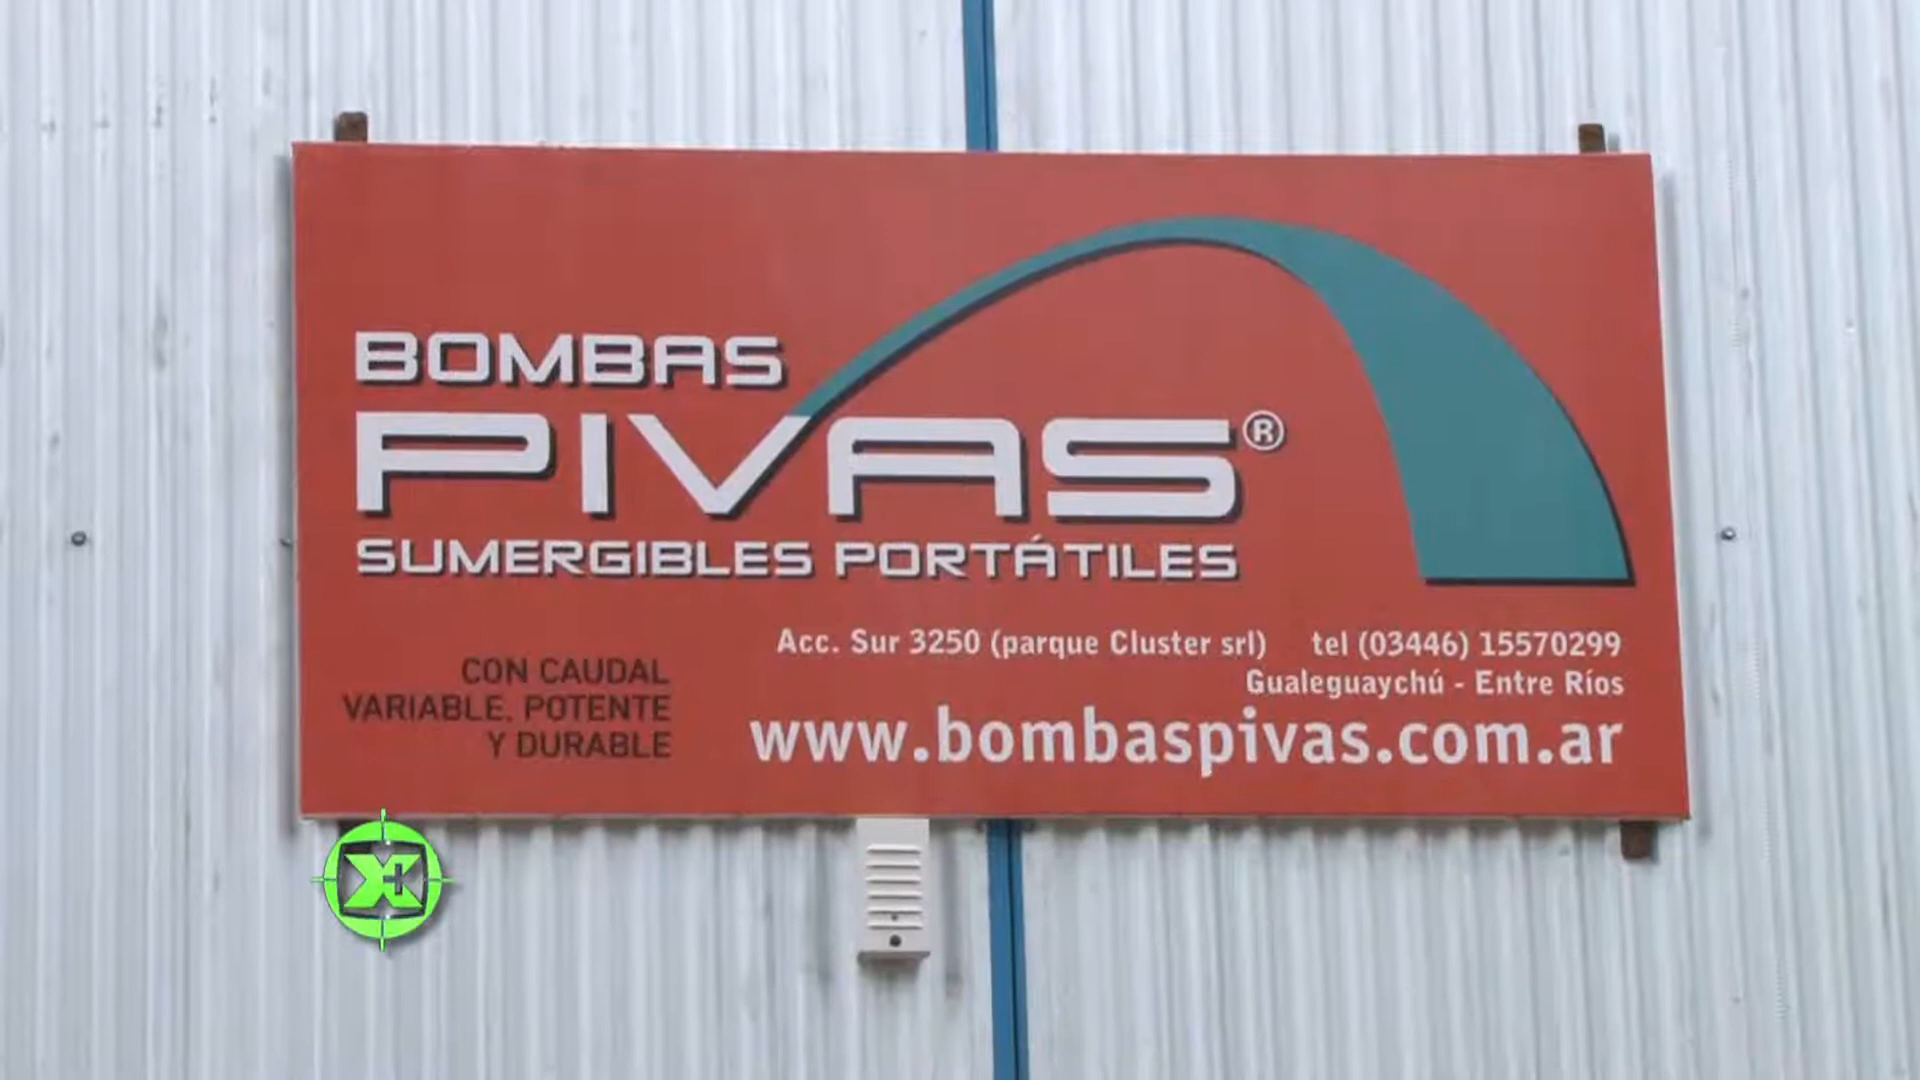 BOMBAS
PIVAS®
SUMERGIBLES PORTÁTILES
CON CAUDAL
VARIABLE, POTENTE
Y DURABLE
Acc. Sur 3250 (parque Cluster srl) tel (03446) 15570299
Gualeguaychú - Entre Ríos
www.bombaspivas.com.ar